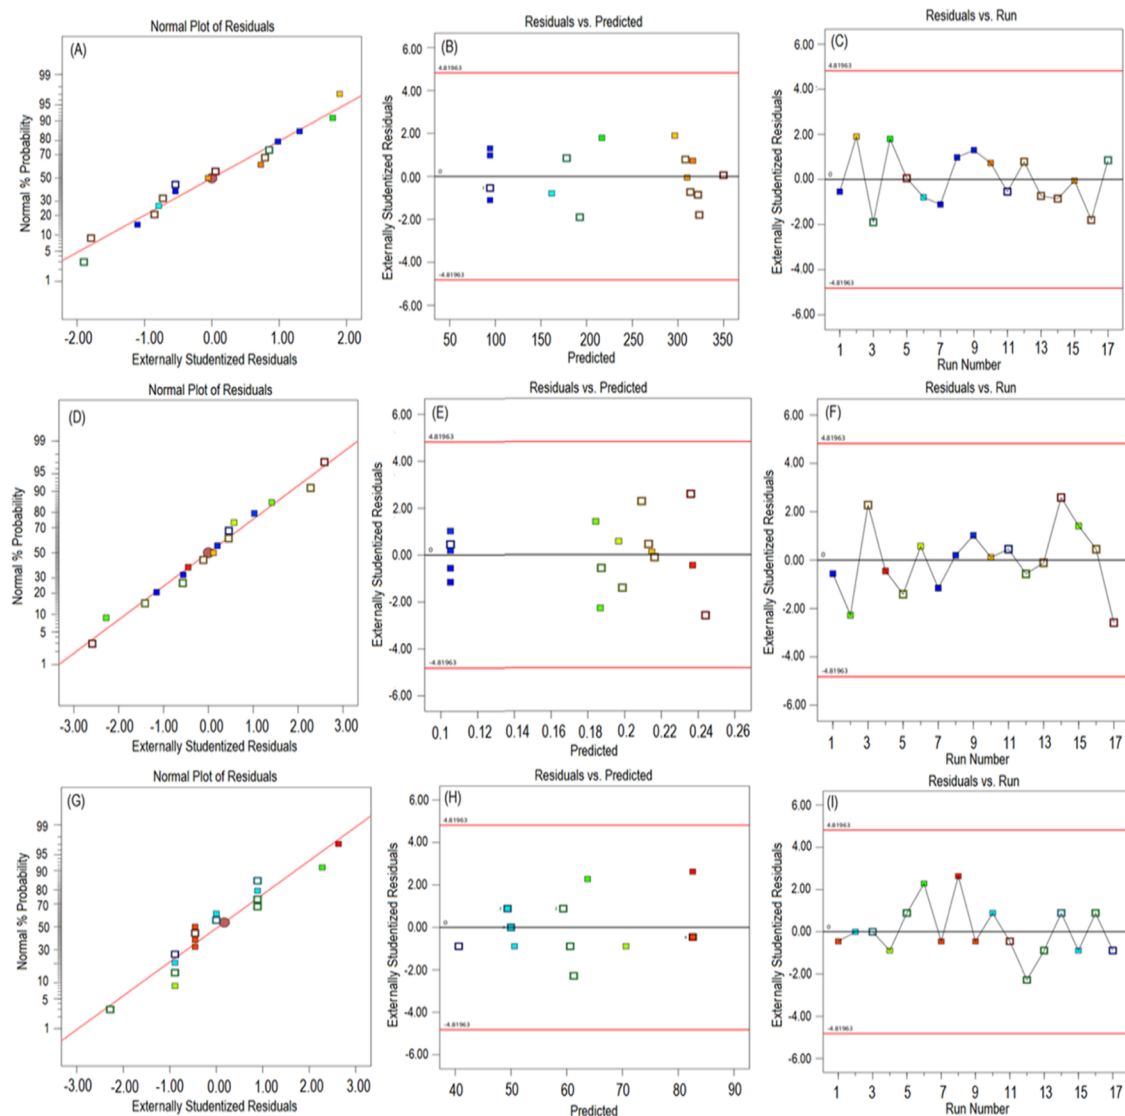 Normal Plot of Residuals
(A)
Normal % Probability
99
95
90
80
70
50
30
20
10
5
1
-2.00 -1.00 0.00 1.00 2.00
Externally Studentized Residuals
Residuals vs. Predicted
(B)
Externally Studentized Residuals
6.00
4.81963
4.00
2.00
0
0.00
-2.00
-4.00
-4.81963
-6.00
50 100 150 200 250 300 350
Predicted
Residuals vs. Run
(C)
Externally Studentized Residuals
6.00
4.81963
4.00
2.00
0
0.00
-2.00
-4.00
-4.81963
-6.00
1 3 5 7 9 11 13 15 17
Run Number
Normal Plot of Residuals
(D)
Normal % Probability
99
95
90
80
70
50
30
20
10
5
1
-3.00 -2.00 -1.00 0.00 1.00 2.00 3.00
Externally Studentized Residuals
Residuals vs. Predicted
(E)
Externally Studentized Residuals
6.00
4.81963
4.00
2.00
0
0.00
-2.00
-4.00
-4.81963
-6.00
0.1 0.12 0.14 0.16 0.18 0.2 0.22 0.24 0.26
Predicted
Residuals vs. Run
(F)
Externally Studentized Residuals
6.00
4.81963
4.00
2.00
0
0.00
-2.00
-4.00
-4.81963
-6.00
1 3 5 7 9 11 13 15 17
Run Number
Normal Plot of Residuals
(G)
Normal % Probability
99
95
90
80
70
50
30
10
5
1
-3.00 -2.00 -1.00 0.00 1.00 2.00 3.00
Externally Studentized Residuals
Residuals vs. Predicted
(H)
Externally Studentized Residuals
6.00
4.81963
4.00
2.00
0
0.00
-2.00
-4.00
-4.81963
-6.00
40 50 60 70 80 90
Predicted
Residuals vs. Run
(I)
Externally Studentized Residuals
6.00
4.81963
4.00
2.00
0
0.00
-2.00
-4.00
-4.81963
-6.00
1 3 5 7 9 11 13 15 17
Run Number